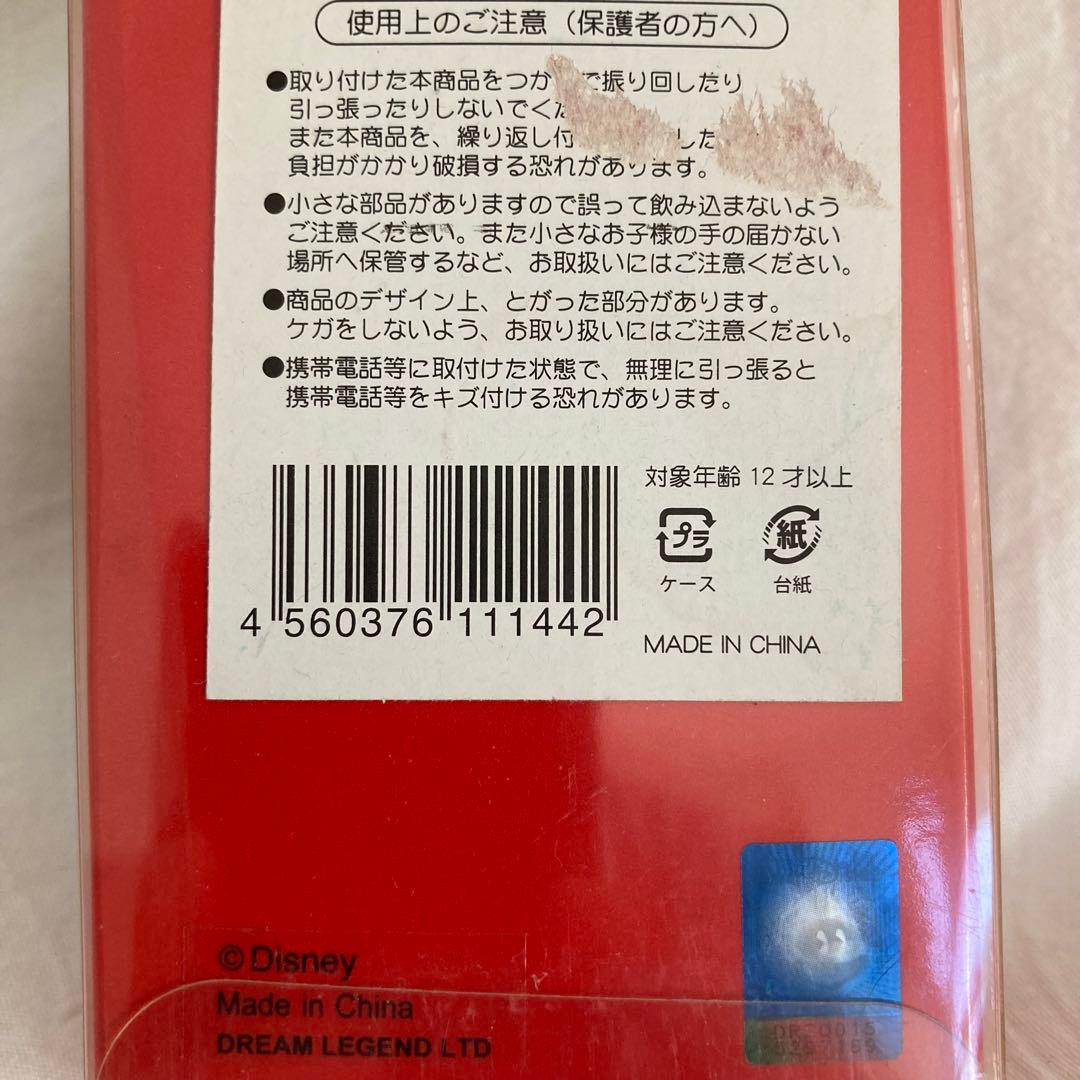 使用上のご注意（保護者の方へ）
●取り付けた本商品をつか で振り回したり
引っ張ったりしないでくだ
また本商品を、繰り返し付 した
負担がかかり破損する恐れがあります。
●小さな部品がありますので誤って飲み込まないよう
ご注意ください。また小さなお子様の手の届かない
場所へ保管するなど、お取扱いにはご注意ください。
●商品のデザイン上、とがった部分があります。
ケガをしないよう、お取り扱いにはご注意ください。
●携帯電話等に取付けた状態で、無理に引っ張ると
携帯電話等をキズ付ける恐れがあります。
対象年齢 12 才以上
プラ 紙
ケース 台紙
4 560376 111442
MADE IN CHINA
©Disney
Made in China
DREAM LEGEND LTD